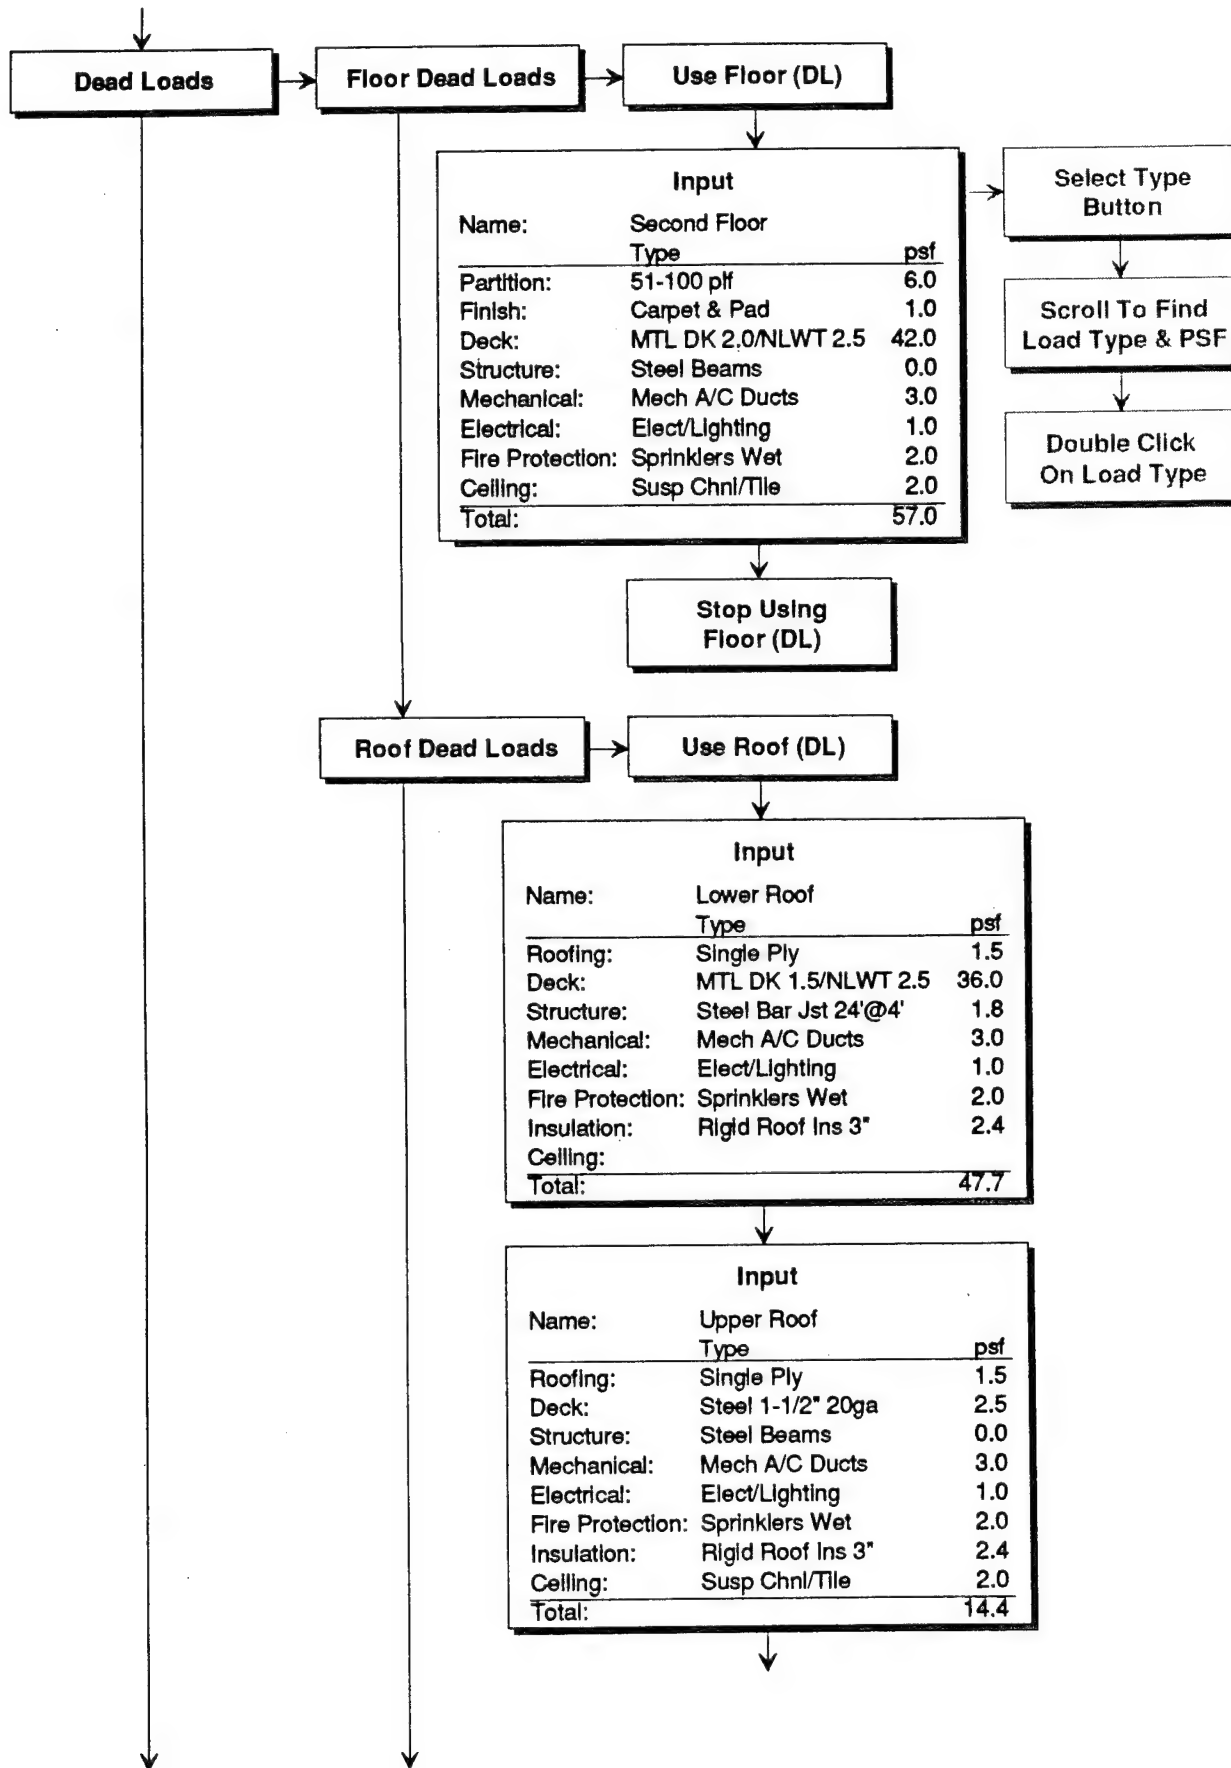 Dead Loads
Floor Dead Loads
Use Floor (DL)
Input
Name: Second Floor
Type psf
Partition: 51-100 plf 6.0
Finish: Carpet & Pad 1.0
Deck: MTL DK 2.0/NLWT 2.5 42.0
Structure: Steel Beams 0.0
Mechanical: Mech A/C Ducts 3.0
Electrical: Elect/Lighting 1.0
Fire Protection: Sprinklers Wet 2.0
Ceiling: Susp Chnl/Tile 2.0
Total: 57.0
Select Type
Button
Scroll To Find
Load Type & PSF
Double Click
On Load Type
Stop Using
Floor (DL)
Roof Dead Loads
Use Roof (DL)
Input
Name: Lower Roof
Type psf
Roofing: Single Ply 1.5
Deck: MTL DK 1.5/NLWT 2.5 36.0
Structure: Steel Bar Jst 24'@4' 1.8
Mechanical: Mech A/C Ducts 3.0
Electrical: Elect/Lighting 1.0
Fire Protection: Sprinklers Wet 2.0
Insulation: Rigid Roof Ins 3" 2.4
Ceiling:
Total: 47.7
Input
Name: Upper Roof
Type psf
Roofing: Single Ply 1.5
Deck: Steel 1-1/2" 20ga 2.5
Structure: Steel Beams 0.0
Mechanical: Mech A/C Ducts 3.0
Electrical: Elect/Lighting 1.0
Fire Protection: Sprinklers Wet 2.0
Insulation: Rigid Roof Ins 3" 2.4
Ceiling: Susp Chnl/Tile 2.0
Total: 14.4